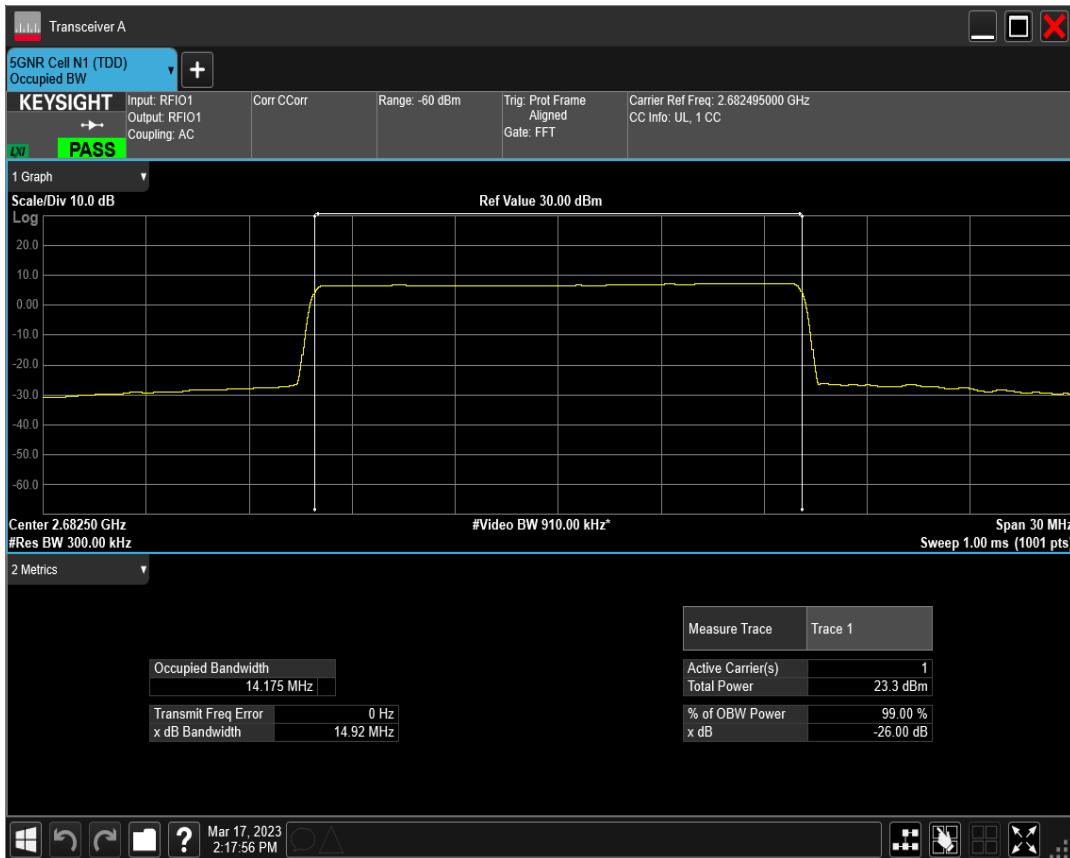 Transceiver A
5GNR Cell N1 (TDD)
Occupied BW
+
KEYSIGHT
LXI
PASS
Input: RFIO1
Output: RFIO1
Coupling: AC
Corr CCorr
Range: -60 dBm
Trig: Prot Frame
Aligned
Gate: FFT
Carrier Ref Freq: 2.682495000 GHz
CC Info: UL, 1 CC
1 Graph
Scale/Div 10.0 dB
Ref Value 30.00 dBm
Log
20.0
10.0
0.00
-10.0
-20.0
-30.0
-40.0
-50.0
-60.0
Center 2.68250 GHz
#Video BW 910.00 kHz*
Span 30 MHz
#Res BW 300.00 kHz
Sweep 1.00 ms (1001 pts)
2 Metrics
Measure Trace Trace 1
Occupied Bandwidth
14.175 MHz
Active Carrier(s) 1
Total Power 23.3 dBm
Transmit Freq Error 0 Hz
x dB Bandwidth 14.92 MHz
% of OBW Power 99.00 %
x dB -26.00 dB
?
Mar 17, 2023
2:17:56 PM